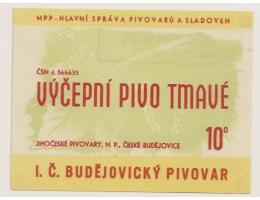 MPP-HLAVNÍ SPRÁVA PIVOVARŮ A SLADOVEN
ČSN č. 566635
VÝČEPNÍ PIVO TMAVÉ
JIHOČESKÉ PIVOVARY, N. P., ČESKÉ BUDĚJOVICE 10°
I. Č. BUDĚJOVICKÝ PIVOVAR